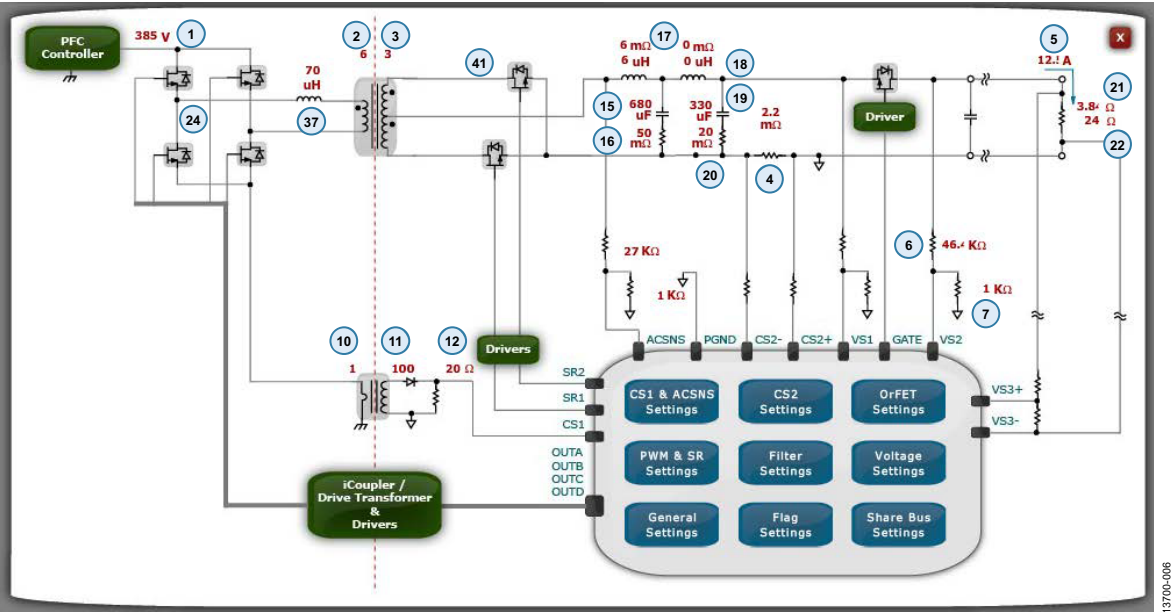 PFC
Controller
385 V
1
2
3
6
3
24
70
uH
37
41
6 mΩ
6 uH
17
0 mΩ
0 uH
18
15
680
uF
19
330
uF
16
50
mΩ
20
mΩ
20
2.2
mΩ
4
Driver
5
A
X
21
Ω
24 Ω
22
27 KΩ
1 KΩ
6
KΩ
1 KΩ
7
10
11
12
1
100
20 Ω
Drivers
ACSNS
PGND
CS2-
CS2+
VS1
GATE
VS2
SR2
SR1
CS1
OUTA
OUTB
OUTC
OUTD
VS3+
VS3-
CS1 & ACSNS
Settings
CS2
Settings
OrFET
Settings
PWM & SR
Settings
Filter
Settings
Voltage
Settings
General
Settings
Flag
Settings
Share Bus
Settings
iCoupler /
Drive Transformer
&
Drivers
13700-006